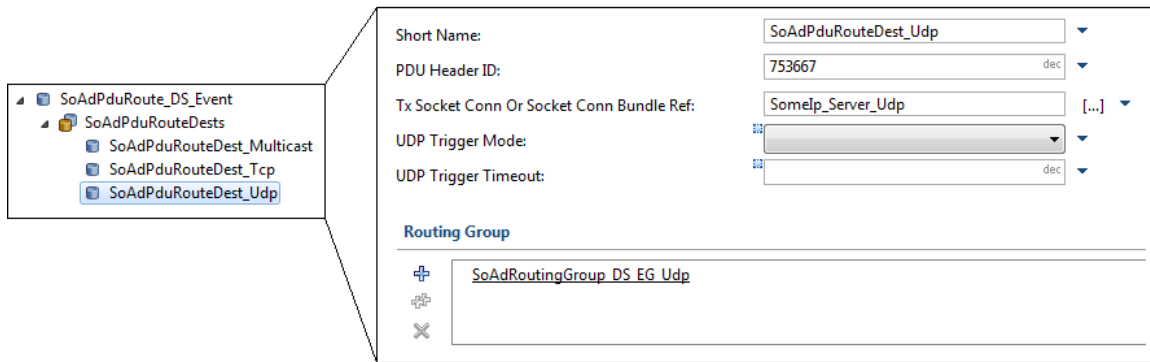 SoAdPduRoute_DS_Event
SoAdPduRouteDests
SoAdPduRouteDest_Multicast
SoAdPduRouteDest_Tcp
SoAdPduRouteDest_Udp
Short Name: SoAdPduRouteDest_Udp
PDU Header ID: 753667 dec
Tx Socket Conn Or Socket Conn Bundle Ref: SomeIp_Server_Udp [...]
UDP Trigger Mode:
UDP Trigger Timeout: dec
Routing Group
SoAdRoutingGroup_DS_EG_Udp